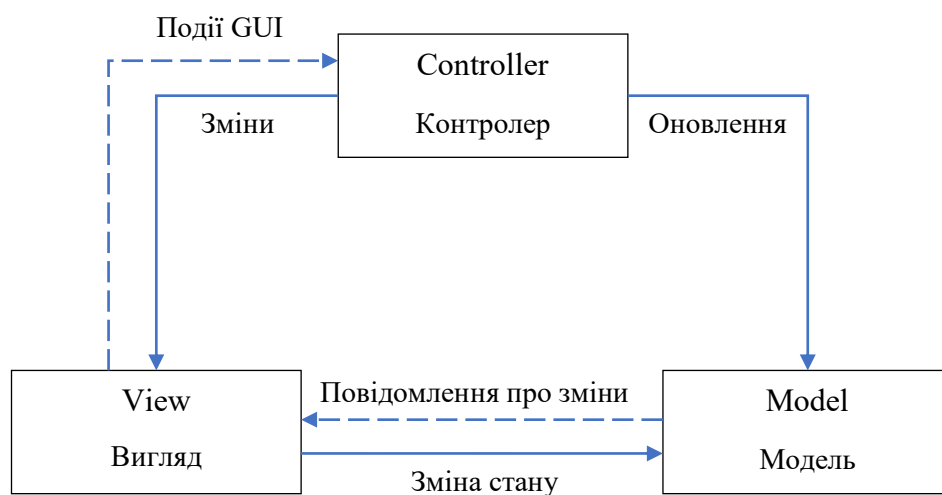 Події GUI
Controller
Контролер
Зміни
Оновлення
View
Вигляд
Повідомлення про зміни
Зміна стану
Model
Модель